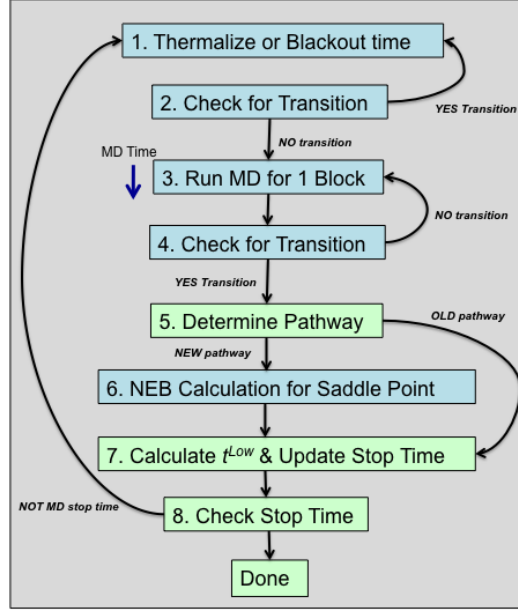 1. Thermalize or Blackout time
2. Check for Transition
YES Transition
NO transition
MD Time
3. Run MD for 1 Block
NO transition
4. Check for Transition
YES Transition
5. Determine Pathway
OLD pathway
NEW pathway
6. NEB Calculation for Saddle Point
7. Calculate t^Low & Update Stop Time
NOT MD stop time
8. Check Stop Time
Done